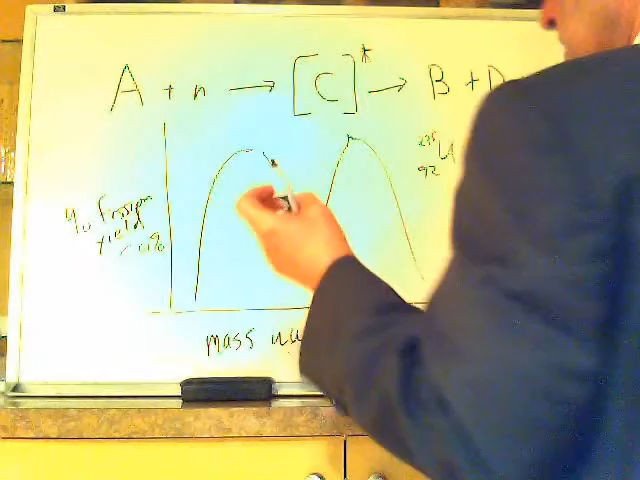 A + n → [C]* → B + D
235
92 U
% fission
yield
mass nu